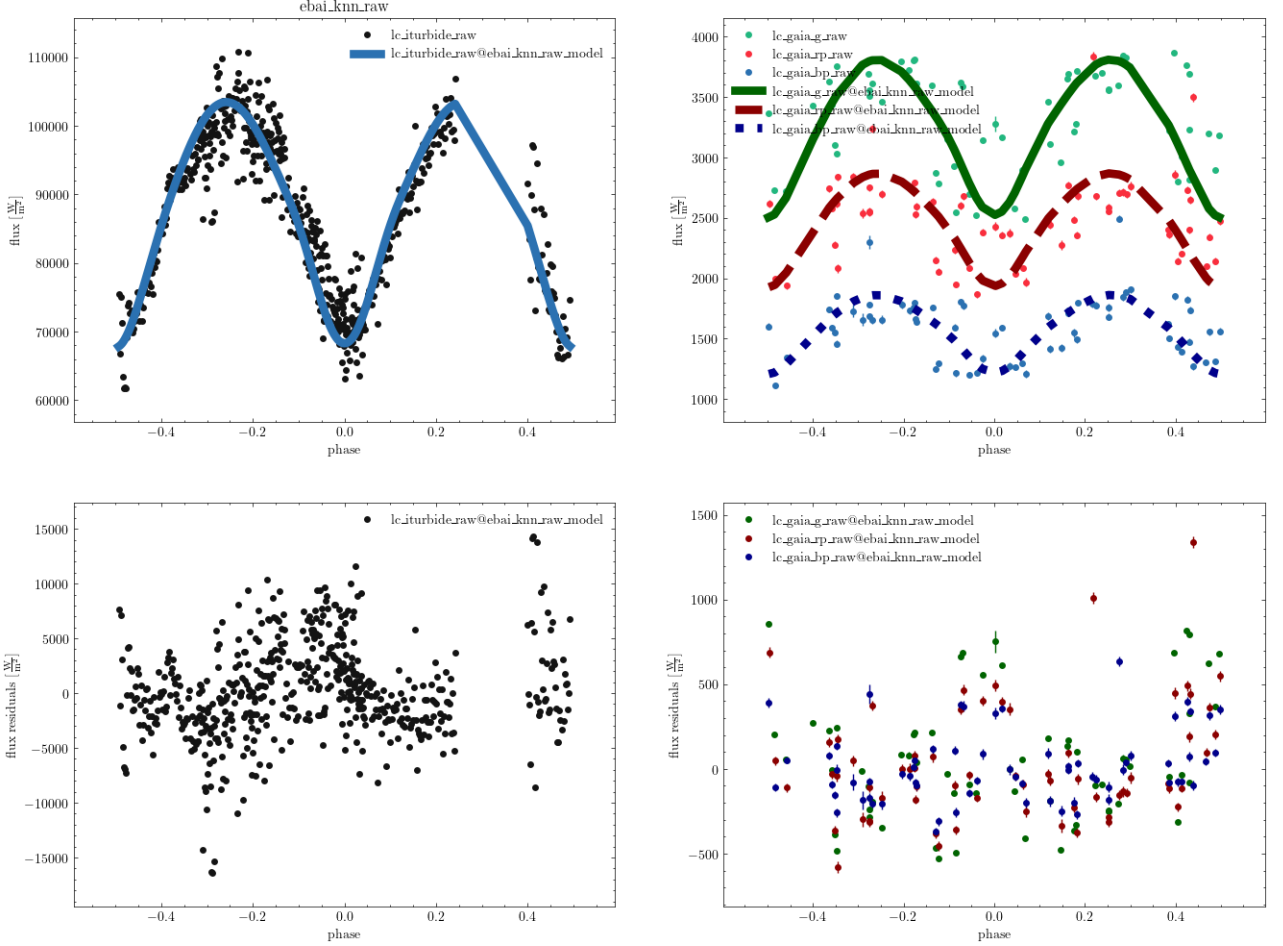 ebai_knn_raw
lc_iturbide_raw
lc_iturbide_raw@ebai_knn_raw_model
110000
100000
90000
80000
70000
60000
flux [W/m²]
−0.4 −0.2 0.0 0.2 0.4
phase
lc_gaia_g_raw
lc_gaia_rp_raw
lc_gaia_bp_raw
lc_gaia_g_raw@ebai_knn_raw_model
lc_gaia_rp_raw@ebai_knn_raw_model
lc_gaia_bp_raw@ebai_knn_raw_model
4000
3500
3000
2500
2000
1500
1000
flux [W/m²]
−0.4 −0.2 0.0 0.2 0.4
phase
lc_iturbide_raw@ebai_knn_raw_model
15000
10000
5000
0
−5000
−10000
−15000
flux residuals [W/m²]
−0.4 −0.2 0.0 0.2 0.4
phase
lc_gaia_g_raw@ebai_knn_raw_model
lc_gaia_rp_raw@ebai_knn_raw_model
lc_gaia_bp_raw@ebai_knn_raw_model
1500
1000
500
0
−500
flux residuals [W/m²]
−0.4 −0.2 0.0 0.2 0.4
phase